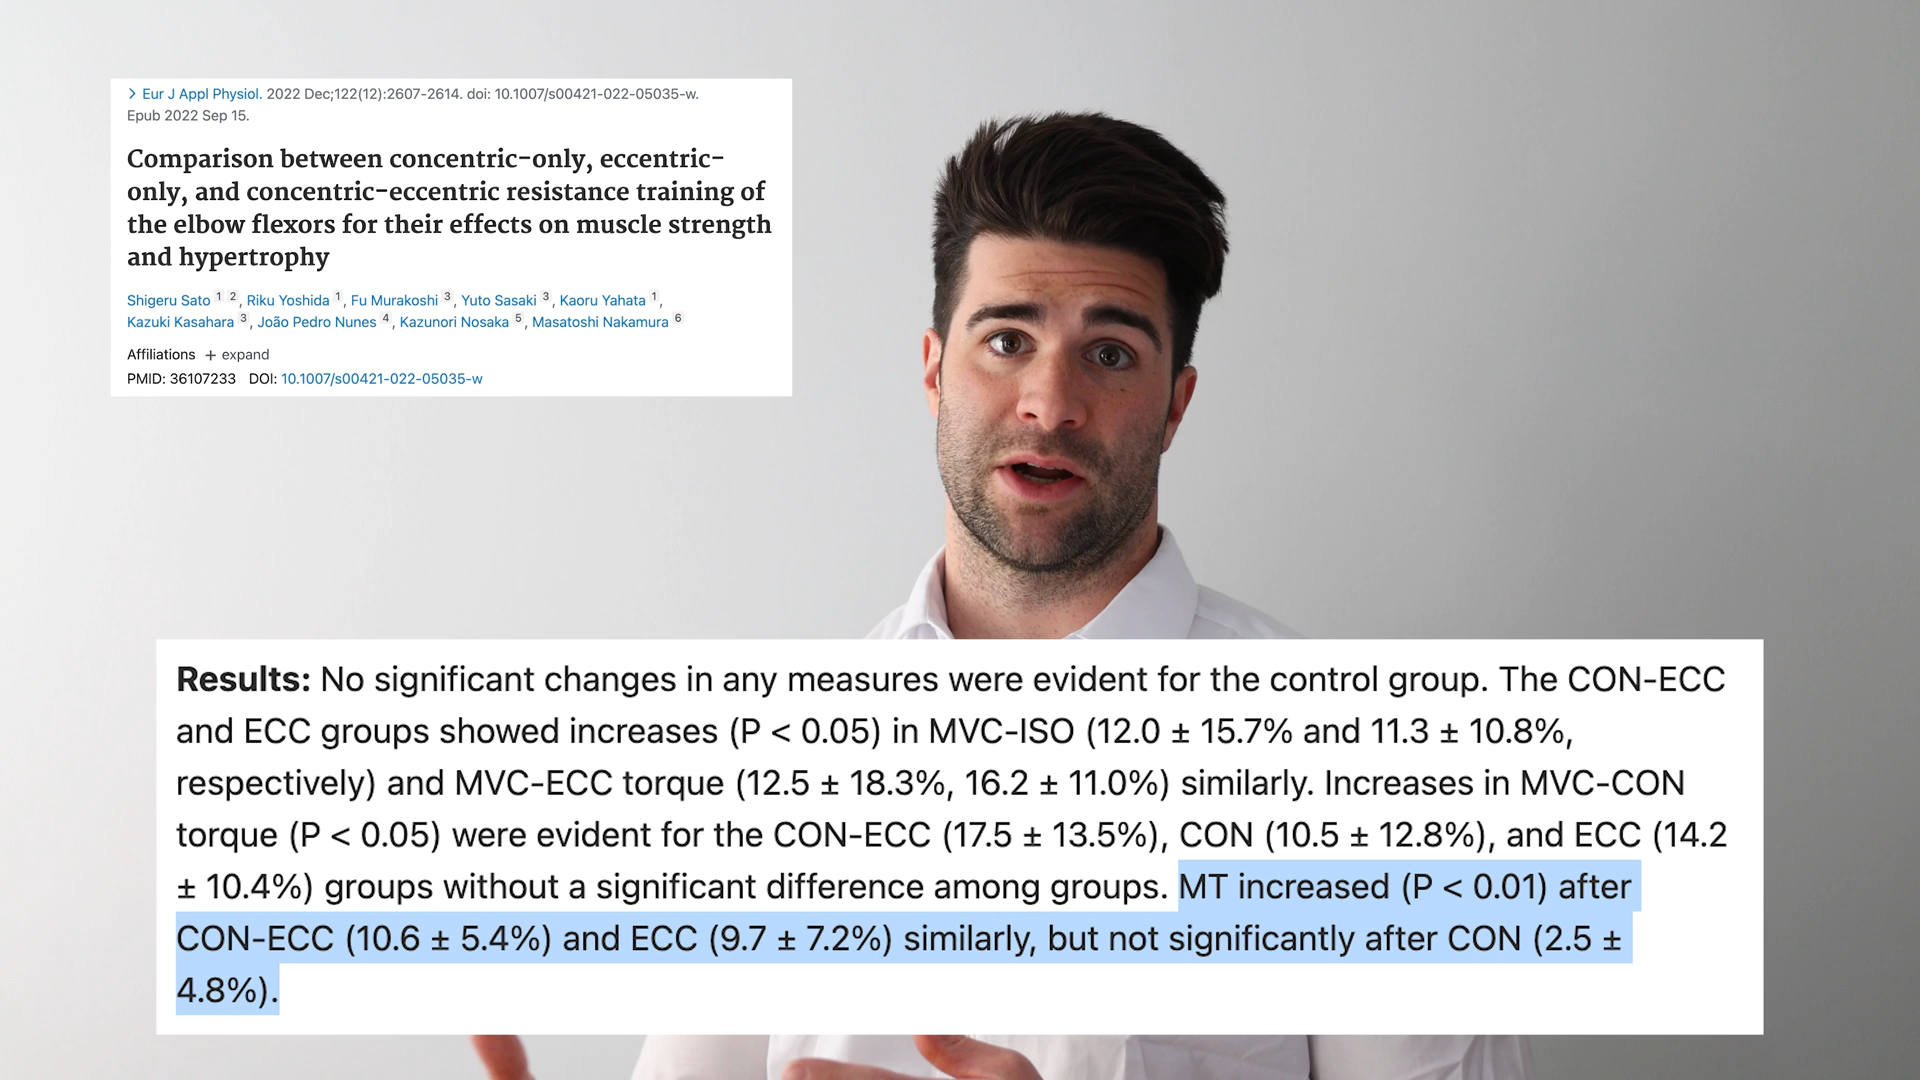 > Eur J Appl Physiol. 2022 Dec;122(12):2607-2614. doi: 10.1007/s00421-022-05035-w.
Epub 2022 Sep 15.
Comparison between concentric-only, eccentric-
only, and concentric-eccentric resistance training of
the elbow flexors for their effects on muscle strength
and hypertrophy
Shigeru Sato 1 2, Riku Yoshida 1, Fu Murakoshi 3, Yuto Sasaki 3, Kaoru Yahata 1,
Kazuki Kasahara 3, João Pedro Nunes 4, Kazunori Nosaka 5, Masatoshi Nakamura 6
Affiliations + expand
PMID: 36107233 DOI: 10.1007/s00421-022-05035-w
Results: No significant changes in any measures were evident for the control group. The CON-ECC
and ECC groups showed increases (P < 0.05) in MVC-ISO (12.0 ± 15.7% and 11.3 ± 10.8%,
respectively) and MVC-ECC torque (12.5 ± 18.3%, 16.2 ± 11.0%) similarly. Increases in MVC-CON
torque (P < 0.05) were evident for the CON-ECC (17.5 ± 13.5%), CON (10.5 ± 12.8%), and ECC (14.2
± 10.4%) groups without a significant difference among groups. MT increased (P < 0.01) after
CON-ECC (10.6 ± 5.4%) and ECC (9.7 ± 7.2%) similarly, but not significantly after CON (2.5 ±
4.8%).